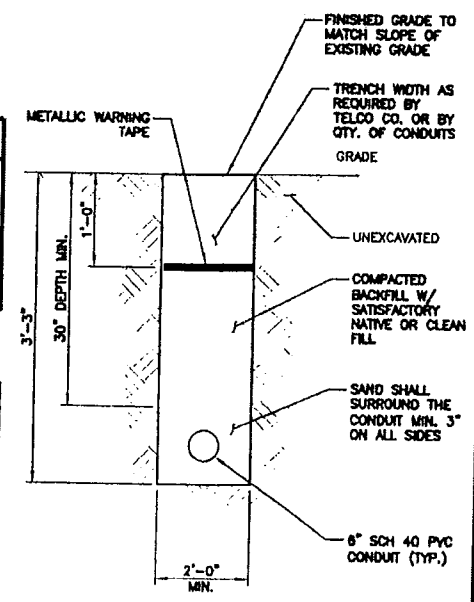 FINISHED GRADE TO
MATCH SLOPE OF
EXISTING GRADE
TRENCH WIDTH AS
REQUIRED BY
TELCO CO. OR BY
QTY. OF CONDUITS
METALLIC WARNING
TAPE
GRADE
1'-0"
30" DEPTH MIN.
3'-3"
UNEXCAVATED
COMPACTED
BACKFILL W/
SATISFACTORY
NATIVE OR CLEAN
FILL
SAND SHALL
SURROUND THE
CONDUIT MIN. 3"
ON ALL SIDES
6" SCH 40 PVC
CONDUIT (TYP.)
2'-0"
MIN.